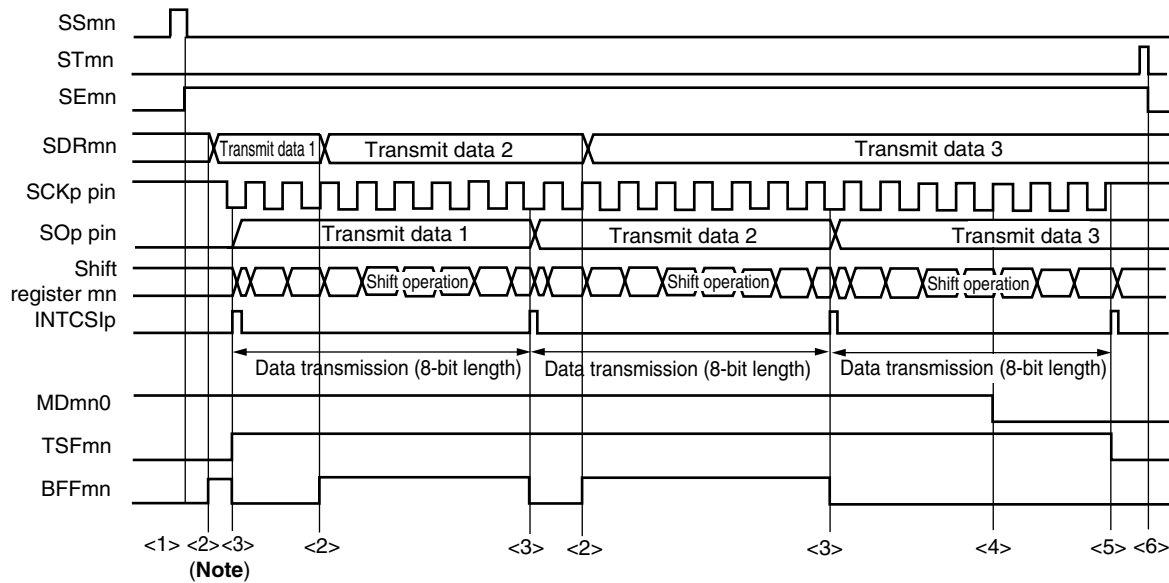 SSmn
STmn
SEmn
SDRmn Transmit data 1 Transmit data 2 Transmit data 3
SCKp pin
SOp pin Transmit data 1 Transmit data 2 Transmit data 3
Shift
register mn Shift operation Shift operation Shift operation
INTCSIp
Data transmission (8-bit length) Data transmission (8-bit length) Data transmission (8-bit length)
MDmn0
TSFmn
BFFmn
<1> <2> <3> <2> <3> <2> <3> <4> <5> <6>
(Note)